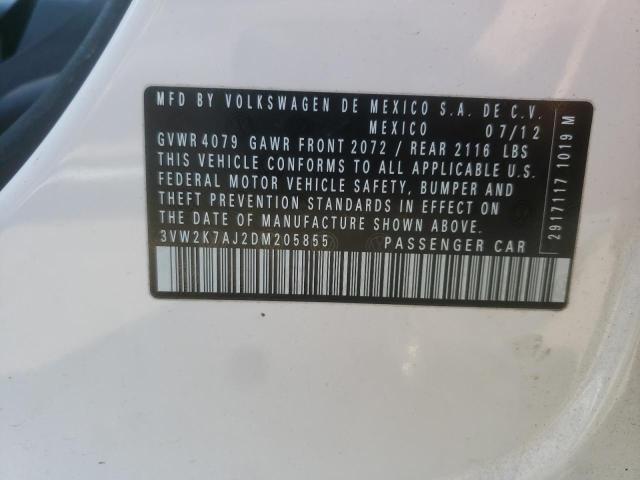 MFD BY VOLKSWAGEN DE MEXICO S.A. DE C.V.
MEXICO 07/12
GVWR 4079 GAWR FRONT 2072 / REAR 2116 LBS
THIS VEHICLE CONFORMS TO ALL APPLICABLE U.S.
FEDERAL MOTOR VEHICLE SAFETY, BUMPER AND
THEFT PREVENTION STANDARDS IN EFFECT ON
THE DATE OF MANUFACTURE SHOWN ABOVE.
3VW2K7AJ2DM205855 PASSENGER CAR
2917117 1019 M